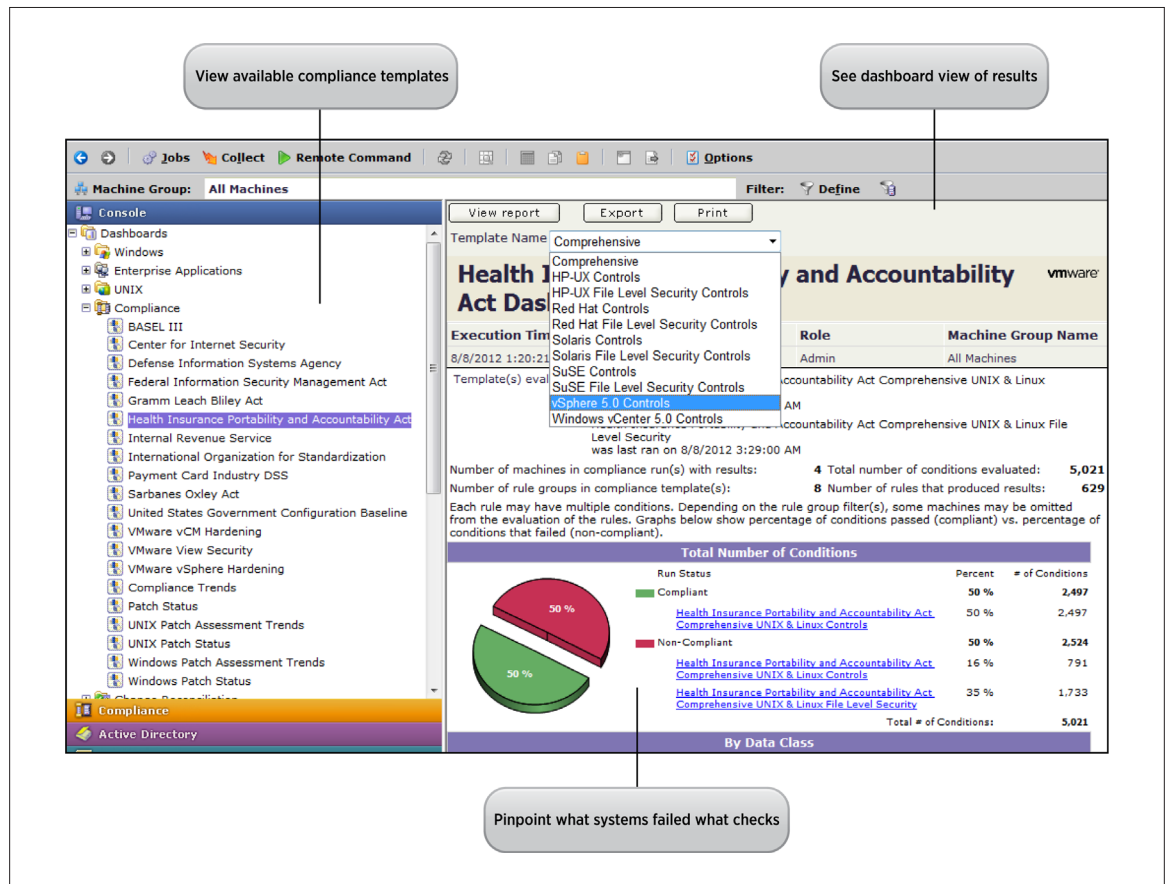 View available compliance templates
See dashboard view of results
Jobs Collect Remote Command Options
Machine Group: All Machines Filter: Define
Console
Dashboards
Windows
Enterprise Applications
UNIX
Compliance
BASEL III
Center for Internet Security
Defense Information Systems Agency
Federal Information Security Management Act
Gramm Leach Bliley Act
Health Insurance Portability and Accountability Act
Internal Revenue Service
International Organization for Standardization
Payment Card Industry DSS
Sarbanes Oxley Act
United States Government Configuration Baseline
VMware vCM Hardening
VMware View Security
VMware vSphere Hardening
Compliance Trends
Patch Status
UNIX Patch Assessment Trends
UNIX Patch Status
Windows Patch Assessment Trends
Windows Patch Status
Compliance
Active Directory
View report Export Print
Template Name Comprehensive
Comprehensive
HP-UX Controls
HP-UX File Level Security Controls
Red Hat Controls
Red Hat File Level Security Controls
Solaris Controls
Solaris File Level Security Controls
SuSE Controls
SuSE File Level Security Controls
vSphere 5.0 Controls
Windows vCenter 5.0 Controls
Health and Accountability vmware
Act
Execution Role Machine Group Name
8/8/2012 1:20:21 Admin All Machines
Template(s) Act Comprehensive UNIX & Linux
AM
Act Comprehensive UNIX & Linux File
Level Security
was last ran on 8/8/2012 3:29:00 AM
Number of machines in compliance run(s) with results: 4 Total number of conditions evaluated: 5,021
Number of rule groups in compliance template(s): 8 Number of rules that produced results: 629
Each rule may have multiple conditions. Depending on the rule group filter(s), some machines may be omitted
from the evaluation of the rules. Graphs below show percentage of conditions passed (compliant) vs. percentage of
conditions that failed (non-compliant).
Total Number of Conditions
Run Status Percent # of Conditions
Compliant 50 % 2,497
Health Insurance Portability and Accountability Act 50 % 2,497
Comprehensive UNIX & Linux Controls
Non-Compliant 50 % 2,524
Health Insurance Portability and Accountability Act 16 % 791
Comprehensive UNIX & Linux Controls
Health Insurance Portability and Accountability Act 35 % 1,733
Comprehensive UNIX & Linux File Level Security
Total # of Conditions: 5,021
50 %
50 %
By Data Class
Pinpoint what systems failed what checks